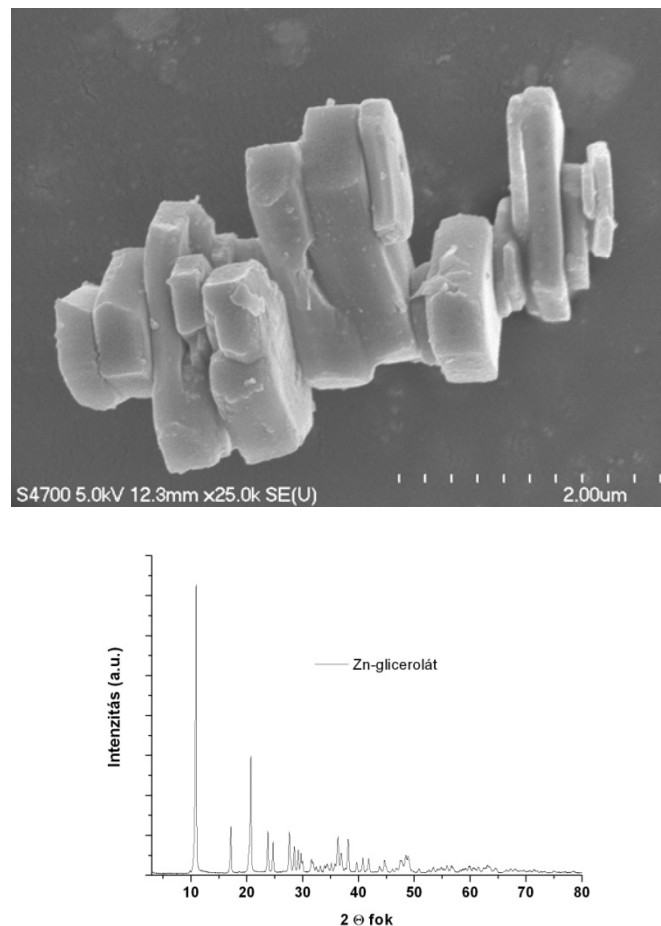 S4700 5.0kV 12.3mm x25.0k SE(U) 2.00um
Zn-glicerolát
Intenzitás (a.u.)
10 20 30 40 50 60 70 80
2 Θ fok